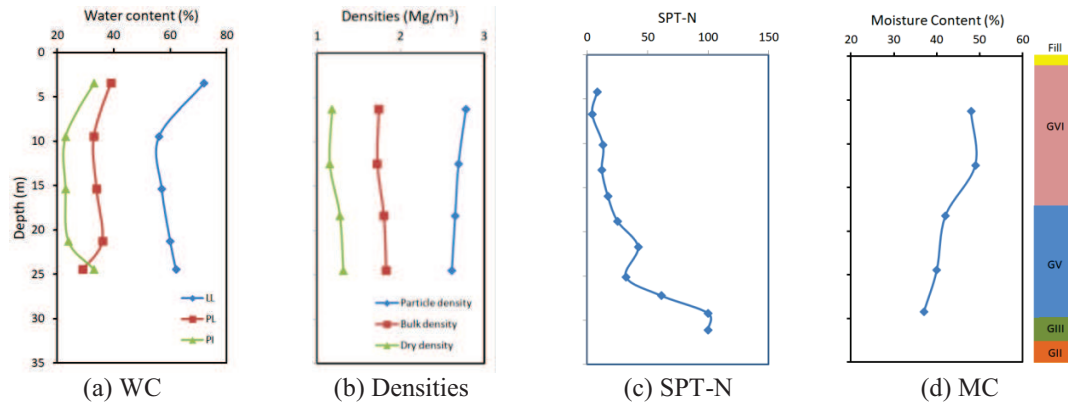 Water content (%)
20 40 60 80
0
5
10
15
20
25
30
35
Depth (m)
LL
PL
PI
(a) WC
Densities (Mg/m³)
1 2 3
Particle density
Bulk density
Dry density
(b) Densities
SPT-N
0 50 100 150
(c) SPT-N
Moisture Content (%)
20 30 40 50 60
(d) MC
Fill
GVI
GV
GIII
GII